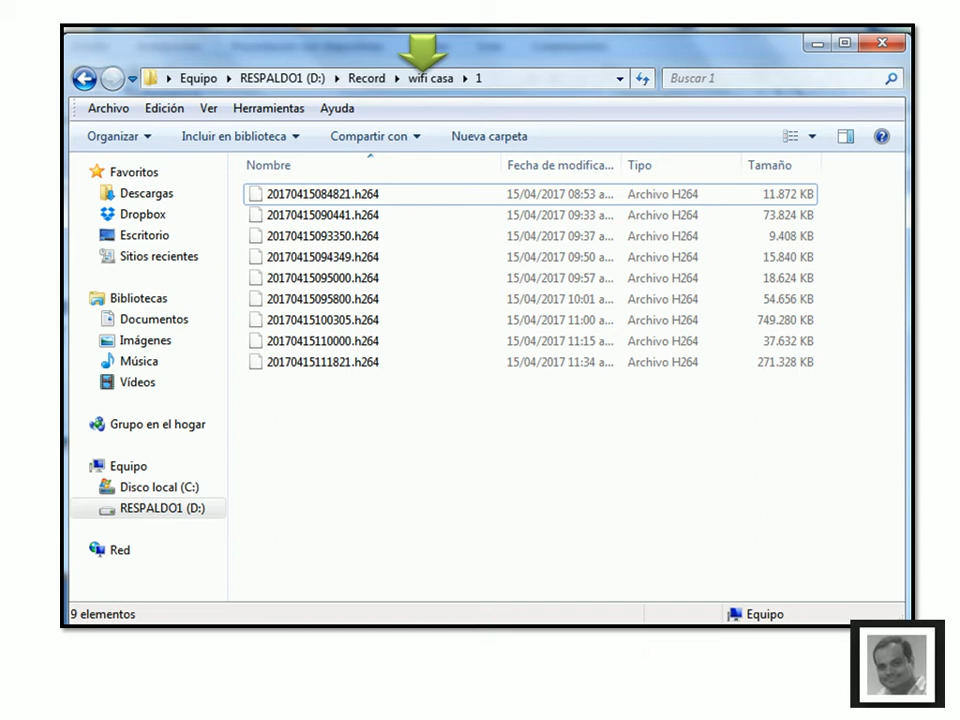 Equipo RESPALDO1 (D:) Record wifi casa 1 Buscar 1
Archivo Edición Ver Herramientas Ayuda
Organizar Incluir en biblioteca Compartir con Nueva carpeta
Nombre Fecha de modifica... Tipo Tamaño
Favoritos
Descargas
Dropbox
Escritorio
Sitios recientes
Bibliotecas
Documentos
Imágenes
Música
Vídeos
Grupo en el hogar
Equipo
Disco local (C:)
RESPALDO1 (D:)
Red
20170415084821.h264 15/04/2017 08:53 a... Archivo H264 11.872 KB
20170415090441.h264 15/04/2017 09:33 a... Archivo H264 73.824 KB
20170415093350.h264 15/04/2017 09:37 a... Archivo H264 9.408 KB
20170415094349.h264 15/04/2017 09:50 a... Archivo H264 15.840 KB
20170415095000.h264 15/04/2017 09:57 a... Archivo H264 18.624 KB
20170415095800.h264 15/04/2017 10:01 a... Archivo H264 54.656 KB
20170415100305.h264 15/04/2017 11:00 a... Archivo H264 749.280 KB
20170415110000.h264 15/04/2017 11:15 a... Archivo H264 37.632 KB
20170415111821.h264 15/04/2017 11:34 a... Archivo H264 271.328 KB
9 elementos Equipo